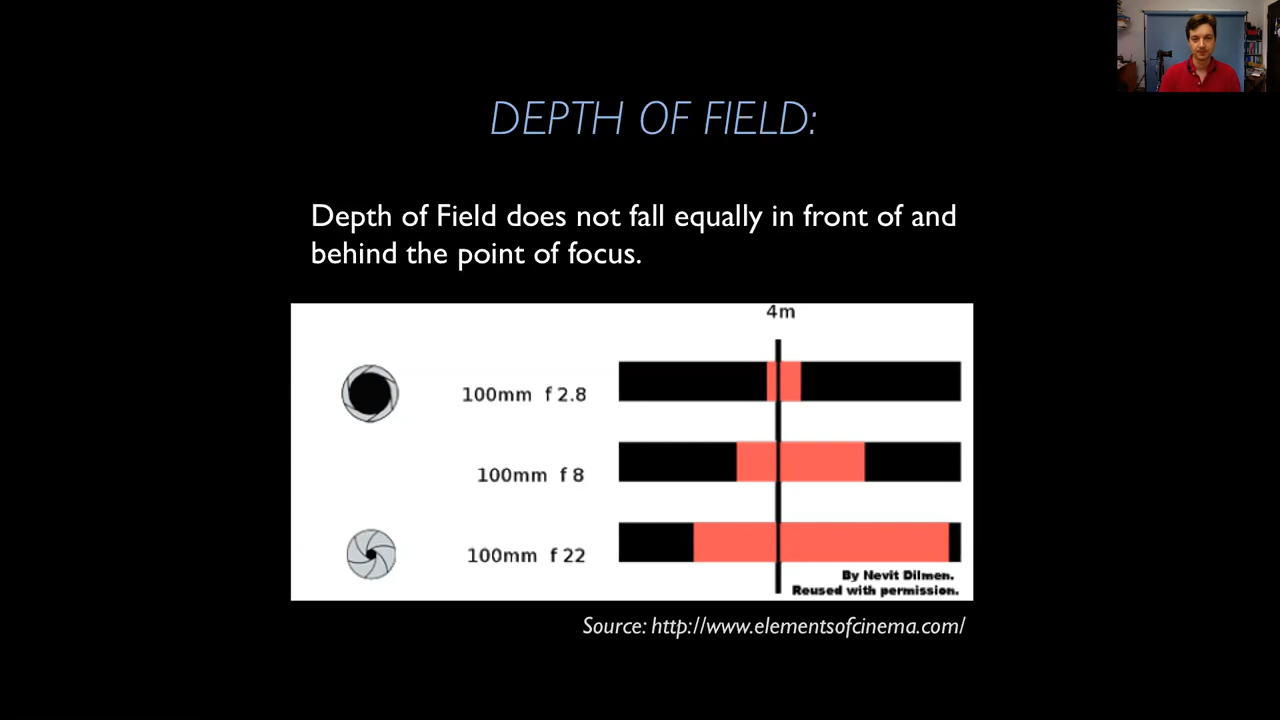 DEPTH OF FIELD:
Depth of Field does not fall equally in front of and
behind the point of focus.
4m
100mm f 2.8
100mm f 8
100mm f 22
By Nevit Dilmen.
Reused with permission.
Source: http://www.elementsofcinema.com/